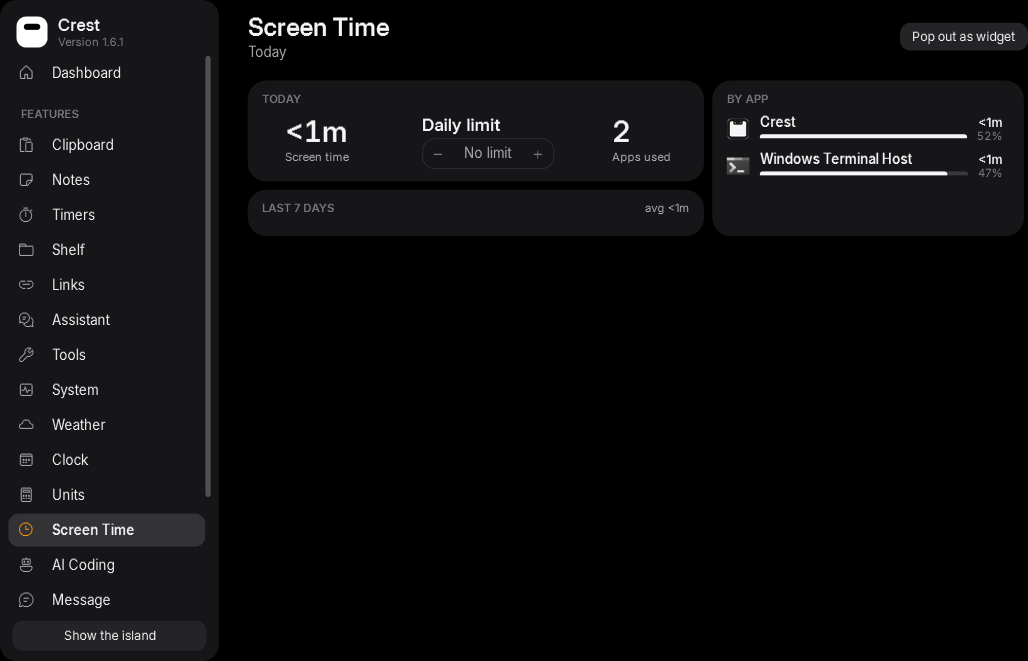 Crest
Version 1.6.1
Dashboard
FEATURES
Clipboard
Notes
Timers
Shelf
Links
Assistant
Tools
System
Weather
Clock
Units
Screen Time
AI Coding
Message
Show the island
Screen Time
Today
Pop out as widget
TODAY
<1m
Screen time
Daily limit
− No limit +
2
Apps used
LAST 7 DAYS
avg <1m
BY APP
Crest
<1m
52%
Windows Terminal Host
<1m
47%